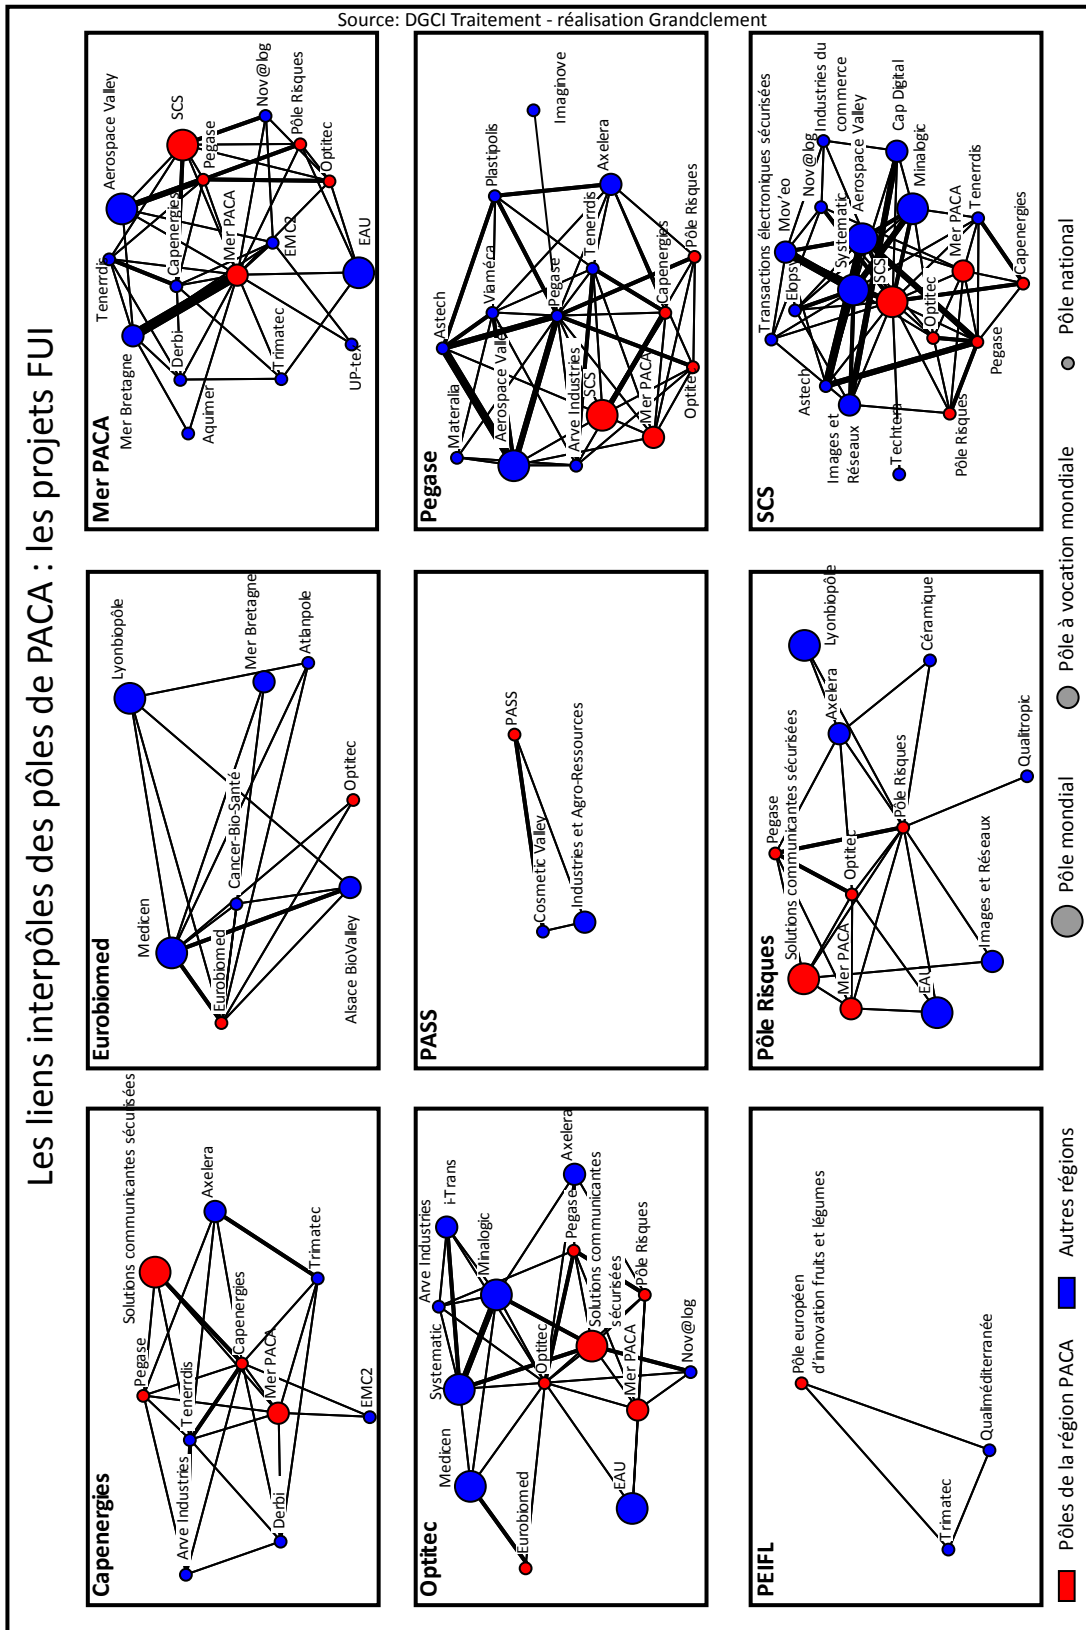 Source: DGCI Traitement - réalisation Grandclement
Les liens interpôles des pôles de PACA : les projets FUI
Capenergies
Solutions communicantes sécurisées
Axelera
Pegase
Capenergies
Trimatec
Tenerrdis
Mer PACA
Arve Industries
Derbi
EMC2
Eurobiomed
Lyonbiopôle
Mer Bretagne
Atlanpole
Medicen
Cancer-Bio-Santé
Optitec
Eurobiomed
Alsace BioValley
Mer PACA
Aerospace Valley
SCS
Nov@log
Pôle Risques
Pegase
Optitec
Tenerrdis
Capenergies
Mer PACA
EMC2
EAU
Mer Bretagne
Derbi
Trimatec
UP-tex
Aquimer
Optitec
i-Trans
Arve Industries
Minalogic
Axelera
Pegase
Solutions communicantes
sécurisées
Pôle Risques
Systematic
Optitec
Mer PACA
Nov@log
Medicen
EAU
Eurobiomed
PASS
PASS
Cosmetic Valley
Industries et Agro-Ressources
Pegase
Imaginove
Plastipolis
Axelera
Tenerrdis
Viaméca
Pegase
Capenergies
Pôle Risques
Astech
Aerospace Valley
Arve Industries
SCS
Mer PACA
Optitec
Materalia
PEIFL
Pôle européen
d'innovation fruits et légumes
Qualiméditerranée
Trimatec
Pôle Risques
Lyonbiopôle
Axelera
Céramique
Solutions communicantes sécurisées
Pegase
Pôle Risques
Qualitropic
Optitec
Mer PACA
EAU
Images et Réseaux
SCS
Transactions électroniques sécurisées
Mov'eo
Nov@log
Industries du
commerce
Cap Digital
Elopsys
Systematic
Aerospace Valley
Minalogic
SCS
Mer PACA
Tenerrdis
Optitec
Capenergies
Astech
Images et
Réseaux
Techtera
Pôle Risques
Pegase
Pôles de la région PACA
Autres régions
Pôle mondial
Pôle à vocation mondiale
Pôle national